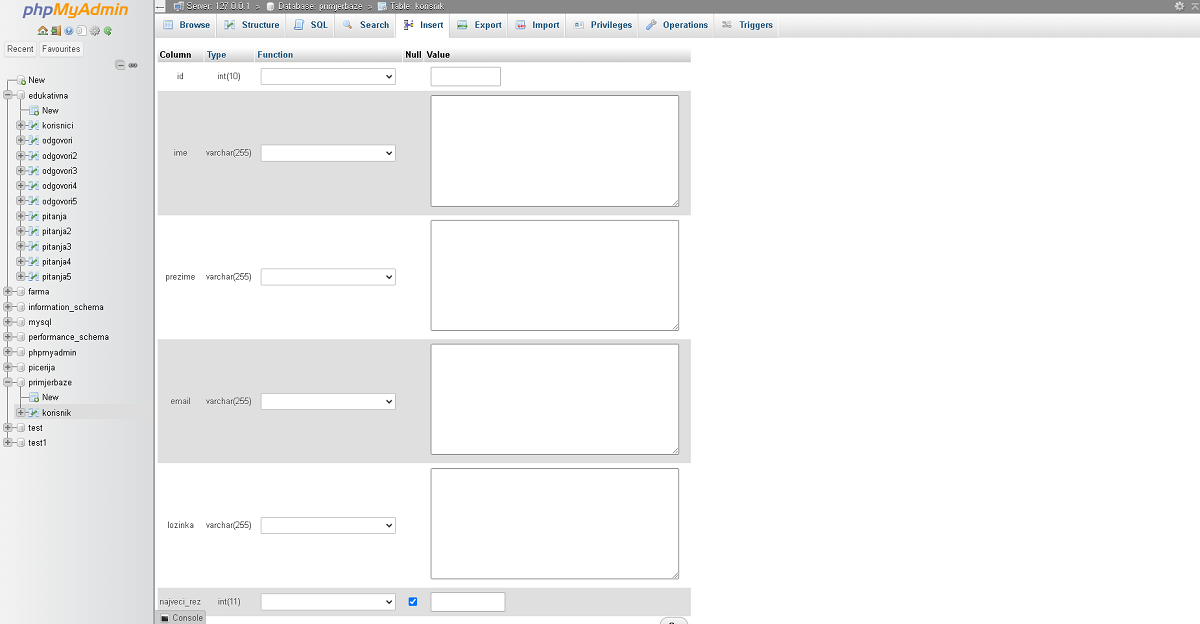 phpMyAdmin
Recent Favourites
New
edukativna
New
korisnici
odgovori
odgovori2
odgovori3
odgovori4
odgovori5
pitanja
pitanja2
pitanja3
pitanja4
pitanja5
farma
information_schema
mysql
performance_schema
phpmyadmin
picerija
primjerbaze
New
korisnik
test
test1
Server: 127.0.0.1 > Database: primjerbaze > Table: korisnik
Browse Structure SQL Search Insert Export Import Privileges Operations Triggers
Column Type Function Null Value
id int(10)
ime varchar(255)
prezime varchar(255)
email varchar(255)
lozinka varchar(255)
najveci_rez int(11)
Console